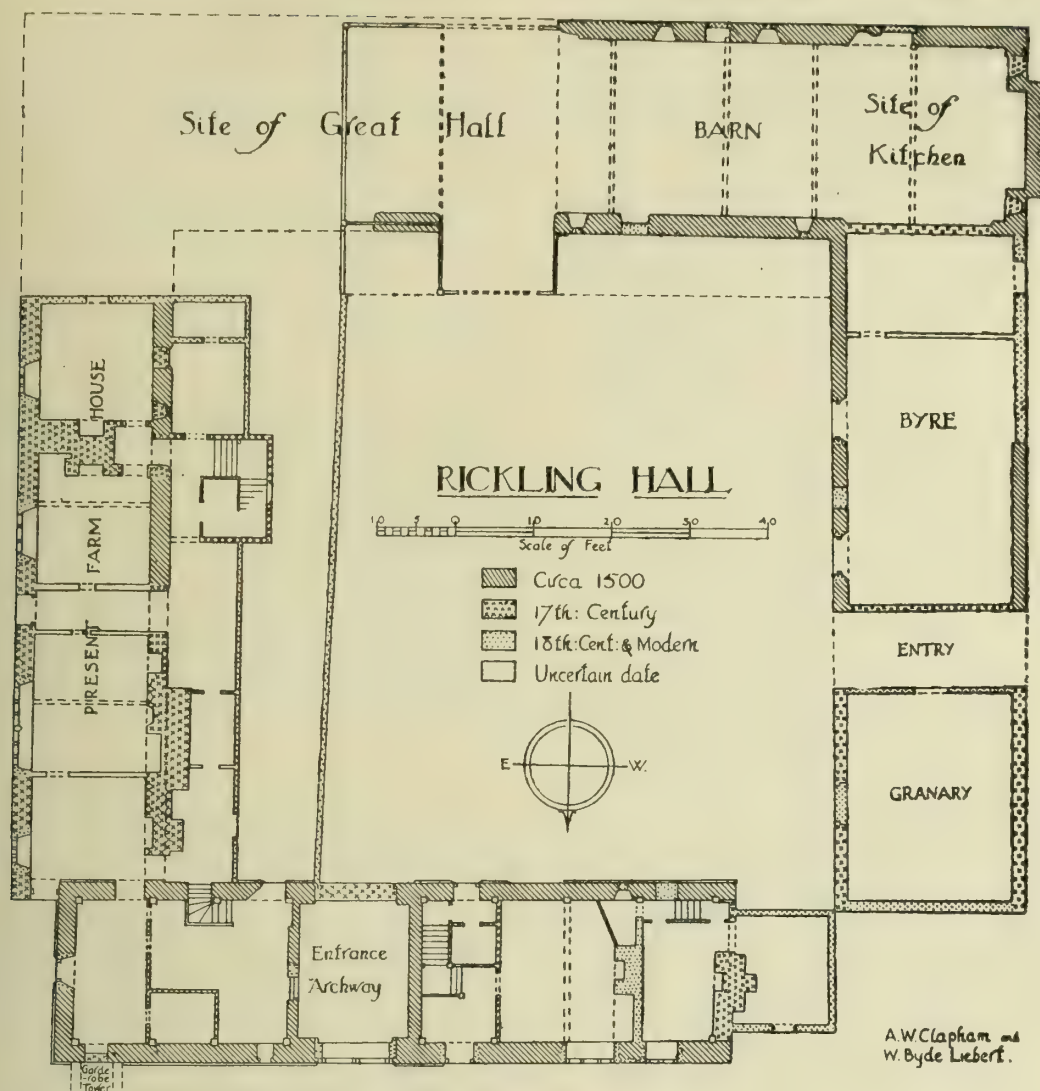 Site of Great Hall
BARN
Site of
Kitchen
HOUSE
FARM
PRESENT
BYRE
RICKLING HALL
10 5 0 10 20 30 40
Scale of Feet
Circa 1500
17th: Century
18th: Cent: & Modern
Uncertain date
E W.
ENTRY
GRANARY
Entrance
Archway
Garde
-robe
Tower
A.W.Clapham and
W. Byde Liebert.